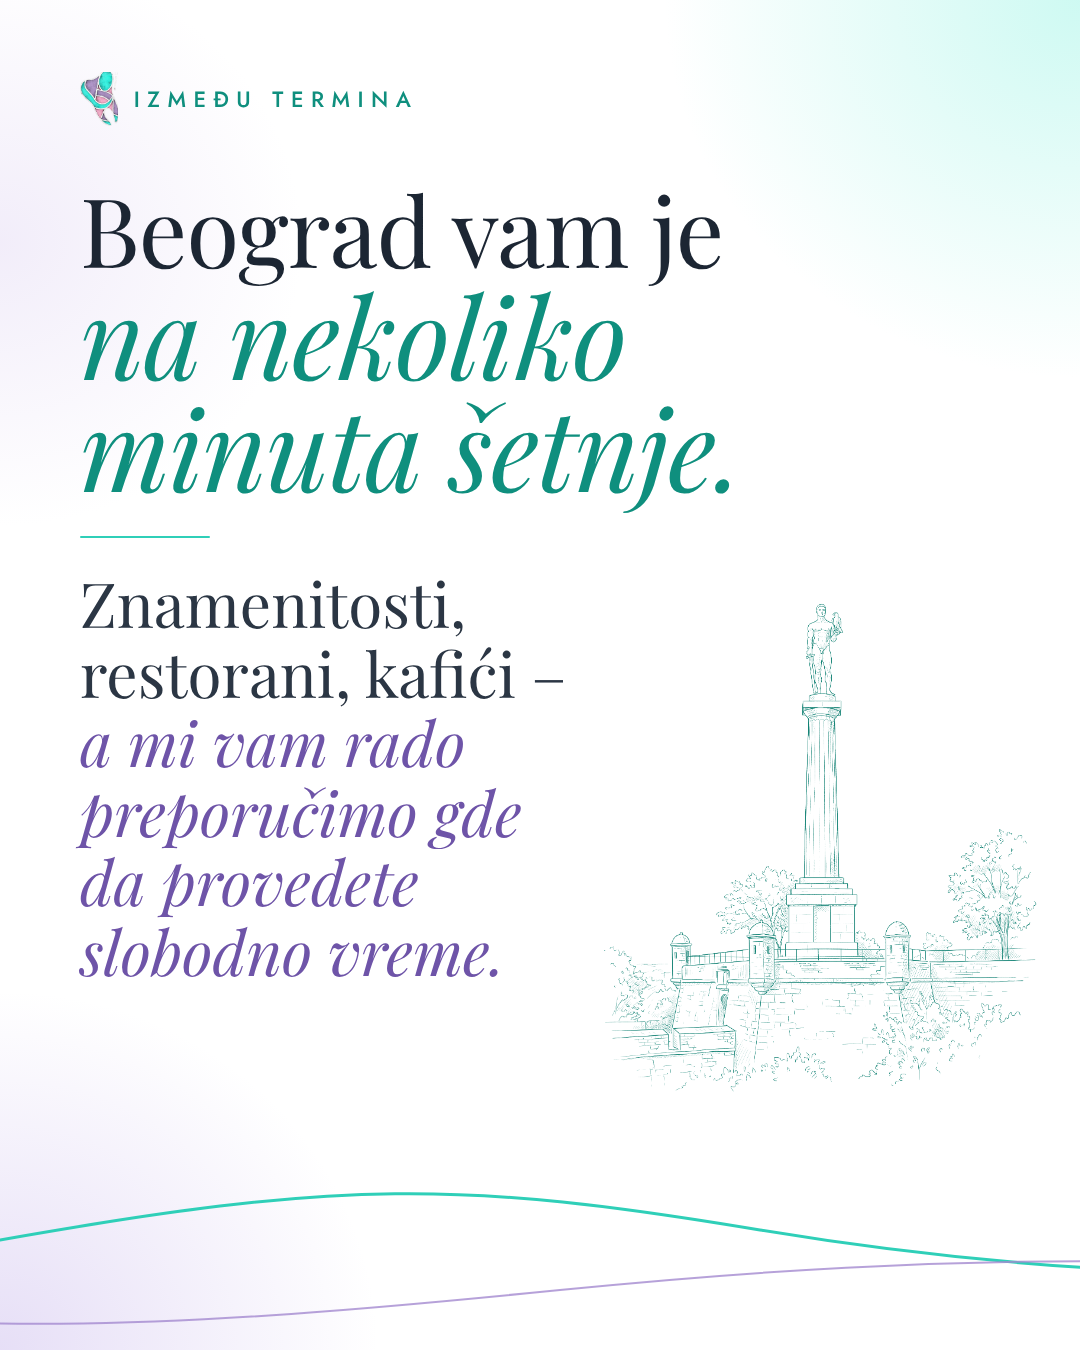 IZMEĐU TERMINA
Beograd vam je
na nekoliko
minuta šetnje.
Znamenitosti,
restorani, kafići –
a mi vam rado
preporučimo gde
da provedete
slobodno vreme.